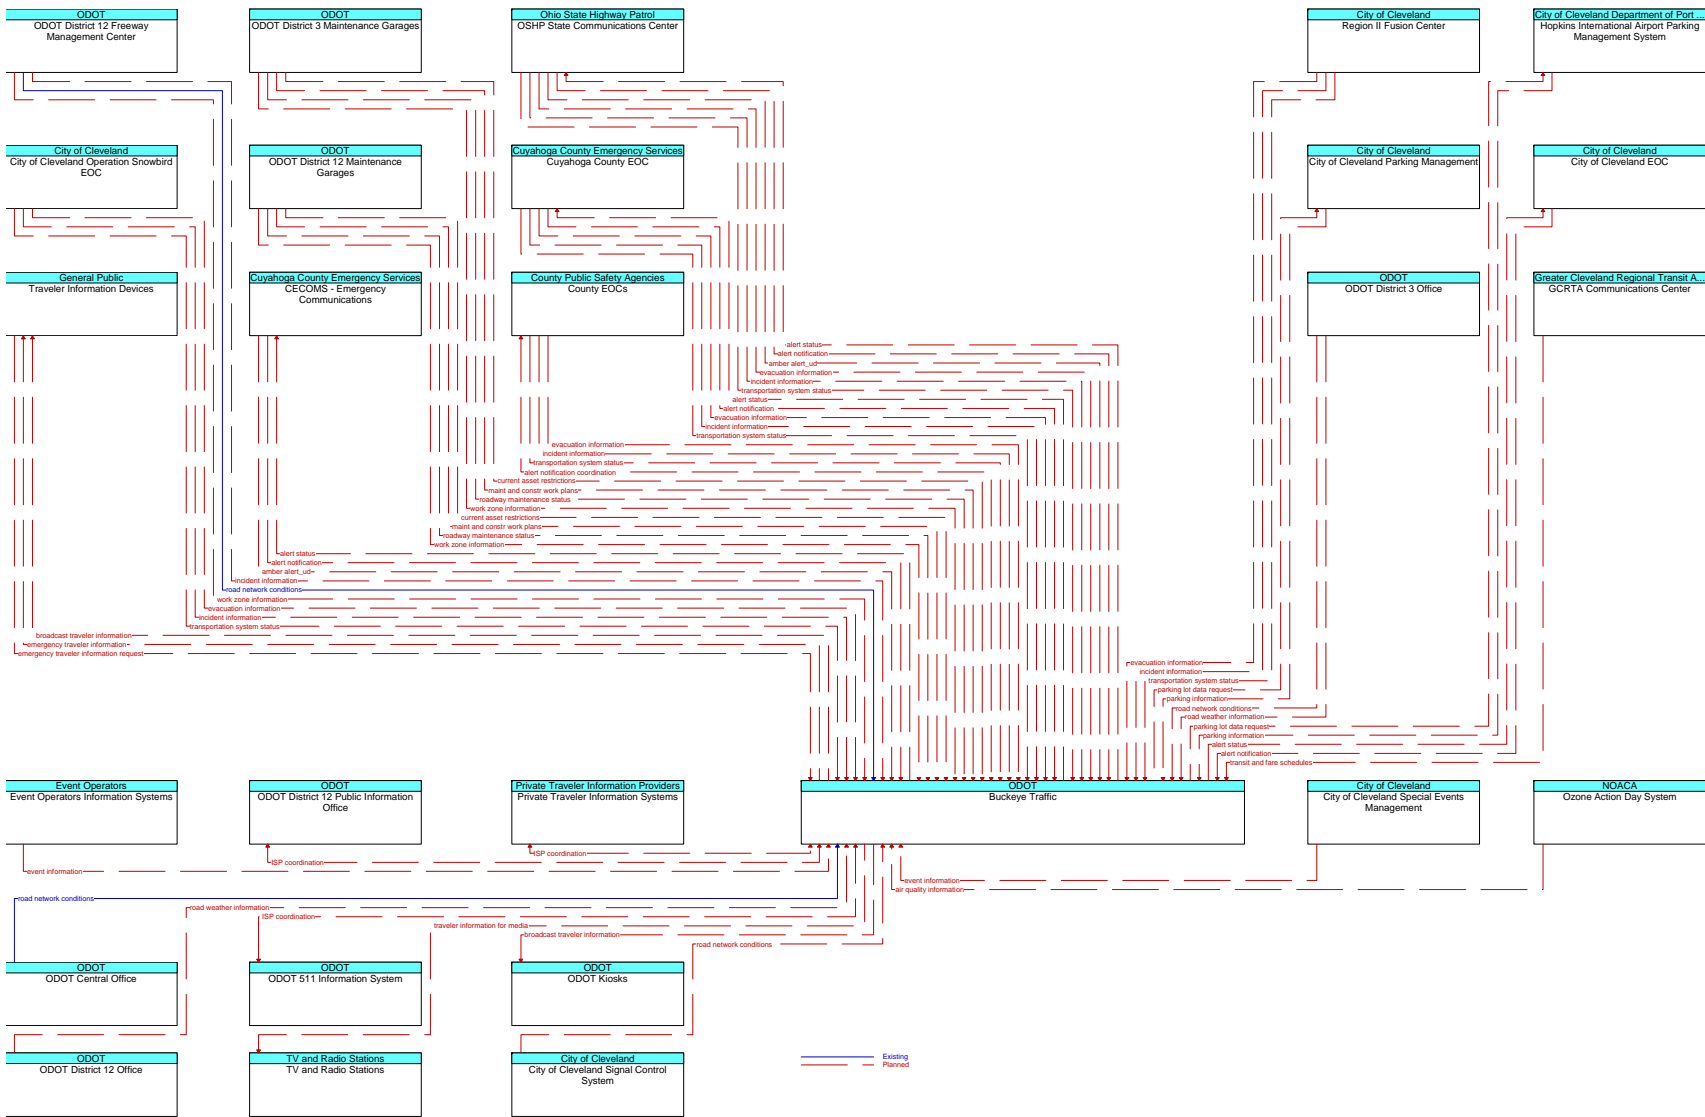 ODOT
ODOT District 12 Freeway
Management Center
ODOT
ODOT District 3 Maintenance Garages
Ohio State Highway Patrol
OSHP State Communications Center
City of Cleveland
Region II Fusion Center
City of Cleveland Department of Port ...
Hopkins International Airport Parking
Management System
City of Cleveland
City of Cleveland Operation Snowbird
EOC
ODOT
ODOT District 12 Maintenance
Garages
Cuyahoga County Emergency Services
Cuyahoga County EOC
City of Cleveland
City of Cleveland Parking Management
City of Cleveland
City of Cleveland EOC
General Public
Traveler Information Devices
Cuyahoga County Emergency Services
CECOMS - Emergency
Communications
County Public Safety Agencies
County EOCs
ODOT
ODOT District 3 Office
Greater Cleveland Regional Transit A...
GCRTA Communications Center
alert status
alert notification
amber alert_ud
evacuation information
incident information
transportation system status
alert status
alert notification
evacuation information
incident information
transportation system status
evacuation information
incident information
transportation system status
alert notification coordination
current asset restrictions
maint and constr work plans
roadway maintenance status
work zone information
current asset restrictions
maint and constr work plans
roadway maintenance status
work zone information
alert status
alert notification
amber alert_ud
incident information
road network conditions
work zone information
evacuation information
incident information
transportation system status
broadcast traveler information
emergency traveler information
emergency traveler information request
evacuation information
incident information
transportation system status
parking lot data request
parking information
road network conditions
road weather information
parking lot data request
parking information
alert status
alert notification
transit and fare schedules
Event Operators
Event Operators Information Systems
ODOT
ODOT District 12 Public Information
Office
Private Traveler Information Providers
Private Traveler Information Systems
ODOT
Buckeye Traffic
City of Cleveland
City of Cleveland Special Events
Management
NOACA
Ozone Action Day System
ISP coordination
ISP coordination
event information
event information
air quality information
road network conditions
road weather information
ISP coordination
traveler information for media
broadcast traveler information
road network conditions
ODOT
ODOT Central Office
ODOT
ODOT 511 Information System
ODOT
ODOT Kiosks
ODOT
ODOT District 12 Office
TV and Radio Stations
TV and Radio Stations
City of Cleveland
City of Cleveland Signal Control
System
Existing
Planned